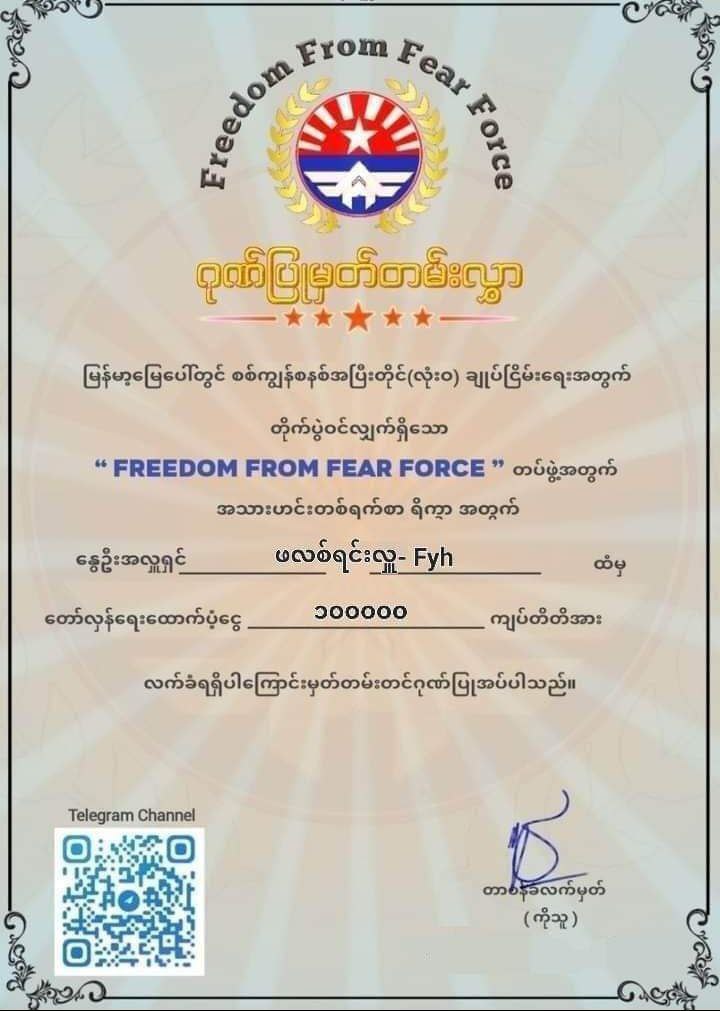 Freedom From Fear Force
ဂုဏ်ပြုမှတ်တမ်းလွှာ
မြန်မာ့မြေပေါ်တွင် စစ်ကျွန်စနစ်အပြီးတိုင်(လုံးဝ) ချုပ်ငြိမ်းရေးအတွက်
တိုက်ပွဲဝင်လျှက်ရှိသော
“ FREEDOM FROM FEAR FORCE ” တပ်ဖွဲ့အတွက်
အသားဟင်းတစ်ရက်စာ ရိက္ခာ အတွက်
နွေဦးအလှူရှင် ဖလစ်ရင်းလှူ- Fyh ထံမှ
တော်လှန်ရေးထောက်ပံ့ငွေ ၁၀၀၀၀၀ ကျပ်တိတိအား
လက်ခံရရှိပါကြောင်းမှတ်တမ်းတင်ဂုဏ်ပြုအပ်ပါသည်။
Telegram Channel
တာဝန်ခံလက်မှတ်
( ကိုသူ )